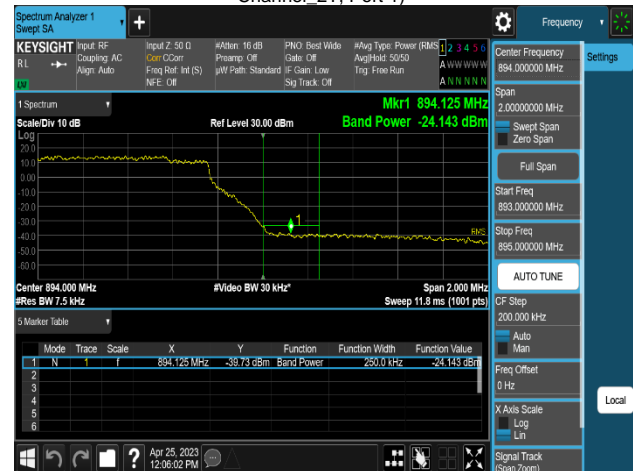 Channel_21, Port 1)
Spectrum Analyzer 1
Swept SA
Frequency
KEYSIGHT
RL
Input: RF
Coupling: AC
Align: Auto
Input Z: 50 Ω
Corr CCorr
Freq Ref: Int (S)
NFE: Off
#Atten: 16 dB
Preamp: Off
µW Path: Standard
PNO: Best Wide
Gate: Off
IF Gain: Low
Sig Track: Off
#Avg Type: Power (RMS)
Avg|Hold: 50/50
Trig: Free Run
1 2 3 4 5 6
A W W W W W
A N N N N N
Settings
Center Frequency
894.000000 MHz
Span
2.00000000 MHz
Swept Span
Zero Span
Full Span
Start Freq
893.000000 MHz
Stop Freq
895.000000 MHz
AUTO TUNE
CF Step
200.000 kHz
Auto
Man
Freq Offset
0 Hz
X Axis Scale
Log
Lin
Signal Track
(Span Zoom)
Local
1 Spectrum
Scale/Div 10 dB
Log
Ref Level 30.00 dBm
Mkr1 894.125 MHz
Band Power -24.143 dBm
20.0
10.0
0.00
-10.0
-20.0
-30.0
-40.0
-50.0
-60.0
1
RMS
Center 894.000 MHz
#Res BW 7.5 kHz
#Video BW 30 kHz*
Span 2.000 MHz
Sweep 11.8 ms (1001 pts)
5 Marker Table
Mode Trace Scale X Y Function Function Width Function Value
1 N 1 f 894.125 MHz -39.73 dBm Band Power 250.0 kHz -24.143 dBm
2
3
4
5
6
Apr 25, 2023
12:06:02 PM